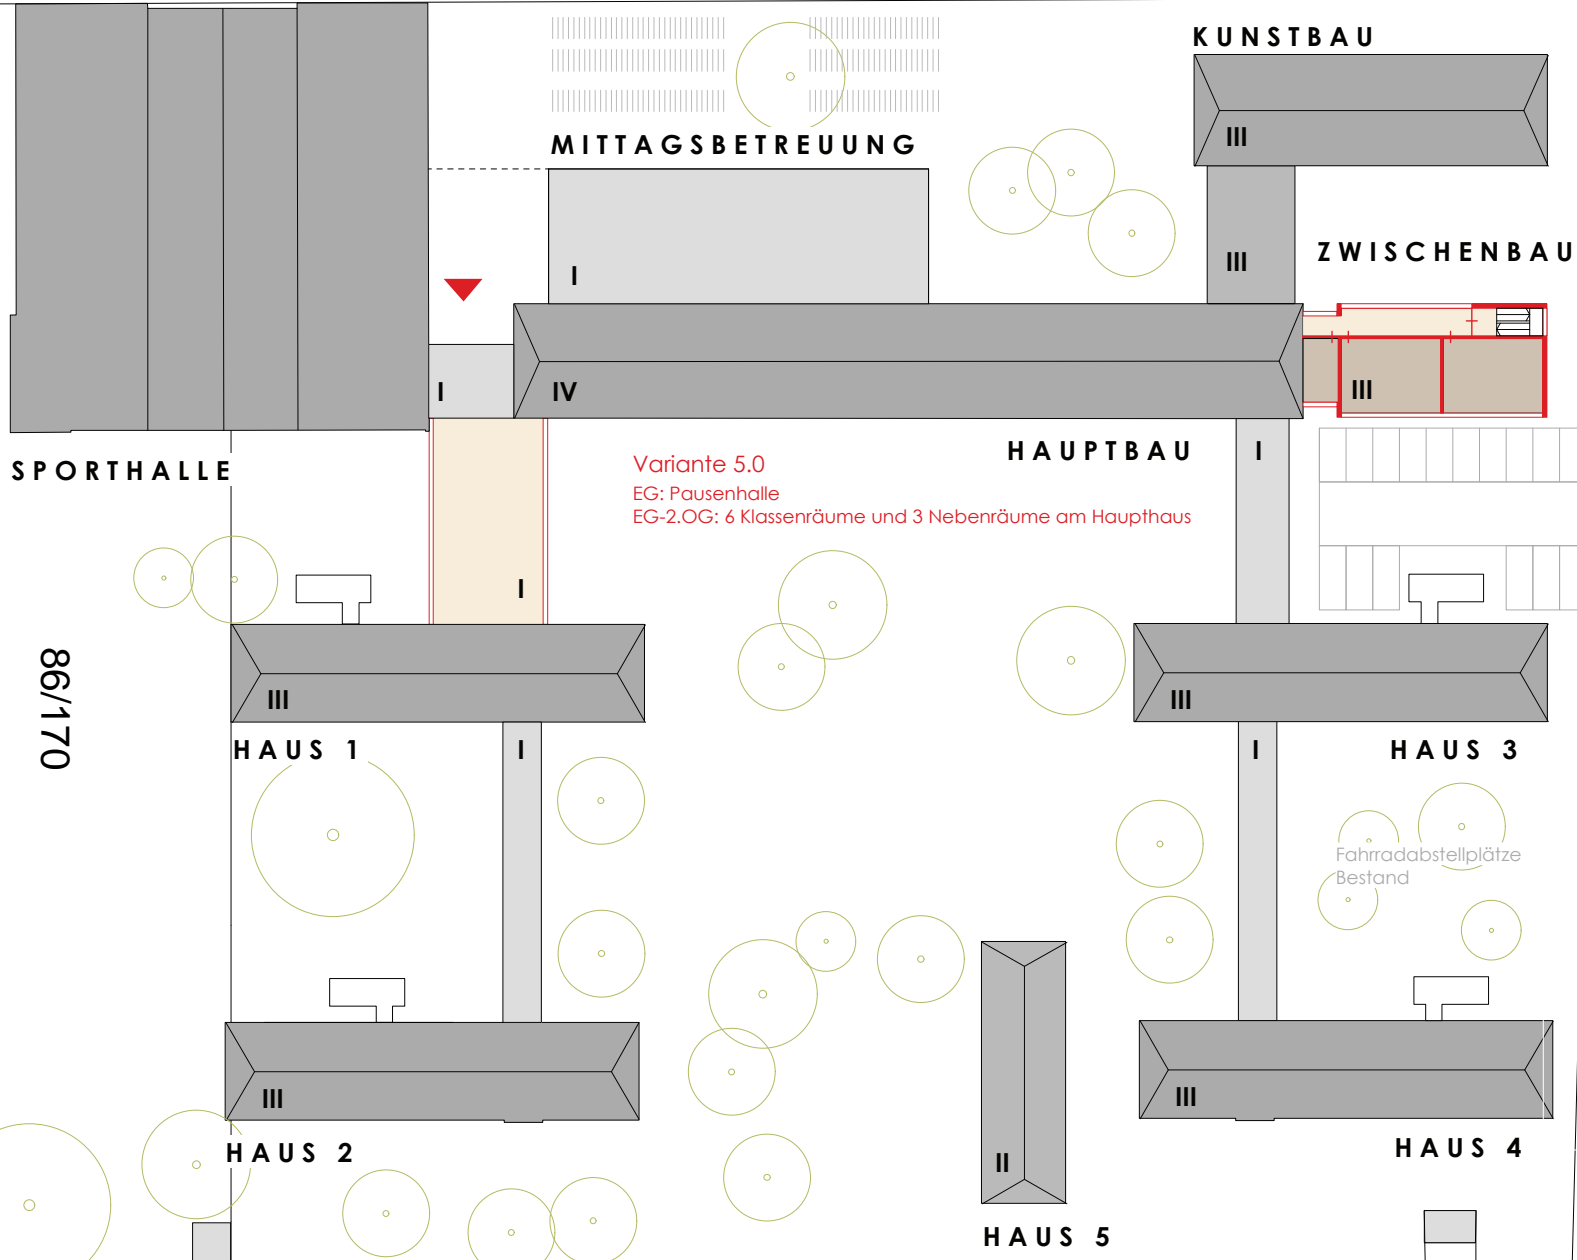 KUNSTBAU
III
MITTAGSBETREUUNG
I
III
ZWISCHENBAU
I
IV
III
SPORTHALLE
HAUPTBAU
I
Variante 5.0
EG: Pausenhalle
EG-2.OG: 6 Klassenräume und 3 Nebenräume am Haupthaus
I
86/170
III
III
HAUS 1
I
I
HAUS 3
Fahrradabstellplätze
Bestand
III
III
HAUS 2
HAUS 4
II
HAUS 5